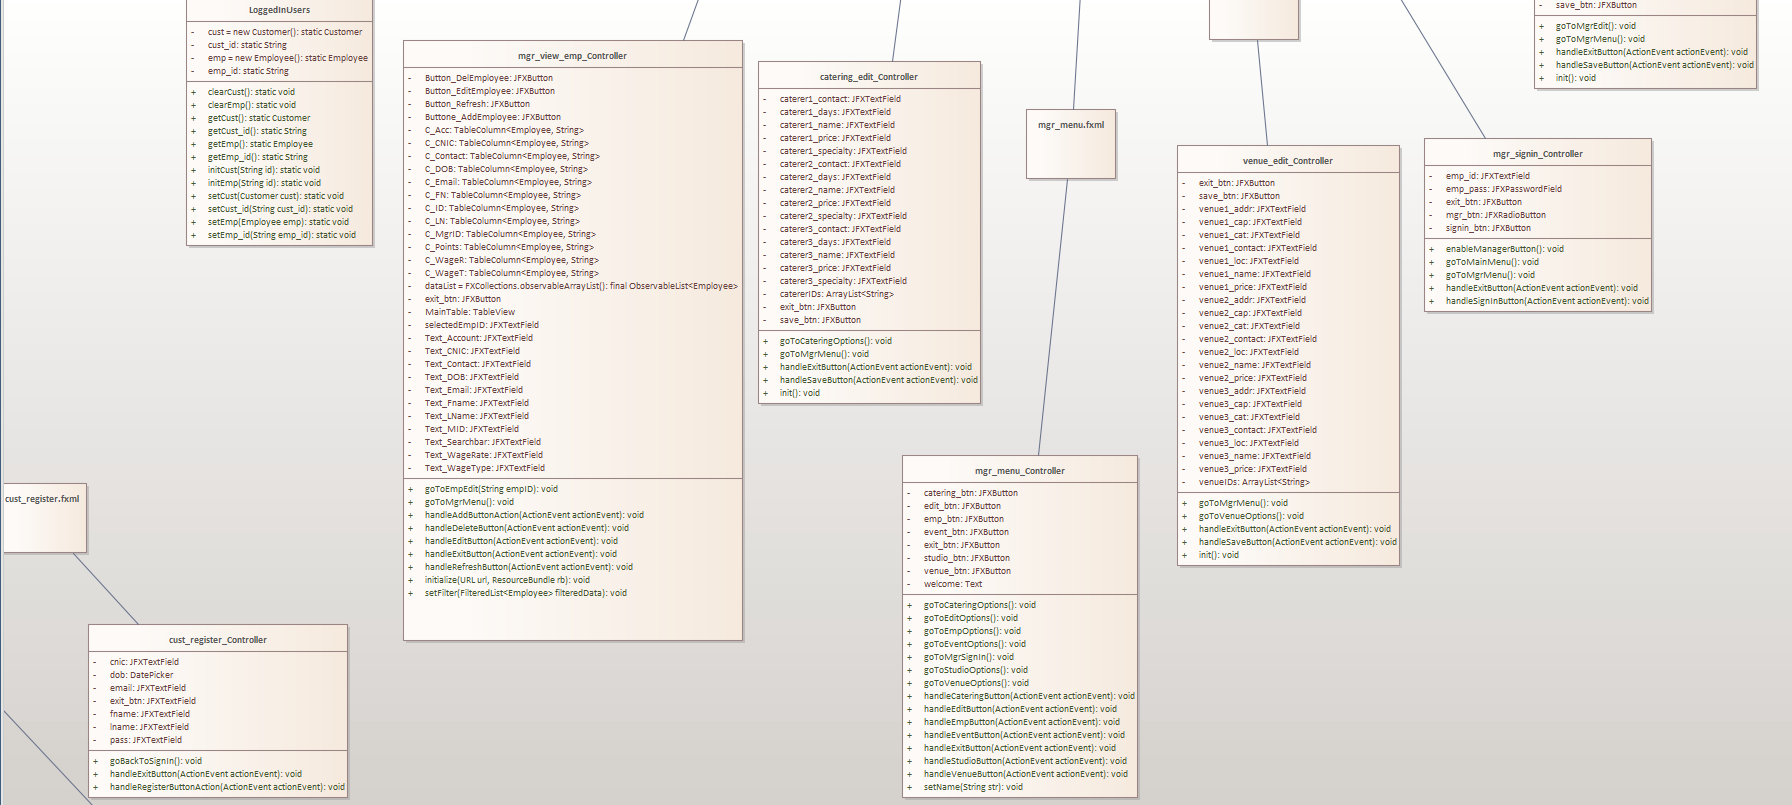 LoggedInUsers
- cust = new Customer(): static Customer
- cust_id: static String
- emp = new Employee(): static Employee
- emp_id: static String
+ clearCust(): static void
+ clearEmp(): static void
+ getCust(): static Customer
+ getCust_id(): static String
+ getEmp(): static Employee
+ getEmp_id(): static String
+ initCust(String id): static void
+ initEmp(String id): static void
+ setCust(Customer cust): static void
+ setCust_id(String cust_id): static void
+ setEmp(Employee emp): static void
+ setEmp_id(String emp_id): static void
mgr_view_emp_Controller
- Button_DelEmployee: JFXButton
- Button_EditEmployee: JFXButton
- Button_Refresh: JFXButton
- Buttone_AddEmployee: JFXButton
- C_Acc: TableColumn<Employee, String>
- C_CNIC: TableColumn<Employee, String>
- C_Contact: TableColumn<Employee, String>
- C_DOB: TableColumn<Employee, String>
- C_Email: TableColumn<Employee, String>
- C_FN: TableColumn<Employee, String>
- C_ID: TableColumn<Employee, String>
- C_LN: TableColumn<Employee, String>
- C_MgrID: TableColumn<Employee, String>
- C_Points: TableColumn<Employee, String>
- C_WageR: TableColumn<Employee, String>
- C_WageT: TableColumn<Employee, String>
- dataList = FXCollections.observableArrayList(): final ObservableList<Employee>
- exit_btn: JFXButton
- MainTable: TableView
- selectedEmpID: JFXTextField
- Text_Account: JFXTextField
- Text_CNIC: JFXTextField
- Text_Contact: JFXTextField
- Text_DOB: JFXTextField
- Text_Email: JFXTextField
- Text_Fname: JFXTextField
- Text_LName: JFXTextField
- Text_MID: JFXTextField
- Text_Searchbar: JFXTextField
- Text_WageRate: JFXTextField
- Text_WageType: JFXTextField
+ goToEmpEdit(String empID): void
+ goToMgrMenu(): void
+ handleAddButtonAction(ActionEvent actionEvent): void
+ handleDeleteButton(ActionEvent actionEvent): void
+ handleEditButton(ActionEvent actionEvent): void
+ handleExitButton(ActionEvent actionEvent): void
+ handleRefreshButton(ActionEvent actionEvent): void
+ initialize(URL url, ResourceBundle rb): void
+ setFilter(FilteredList<Employee> filteredData): void
catering_edit_Controller
- caterer1_contact: JFXTextField
- caterer1_days: JFXTextField
- caterer1_name: JFXTextField
- caterer1_price: JFXTextField
- caterer1_specialty: JFXTextField
- caterer2_contact: JFXTextField
- caterer2_days: JFXTextField
- caterer2_name: JFXTextField
- caterer2_price: JFXTextField
- caterer2_specialty: JFXTextField
- caterer3_contact: JFXTextField
- caterer3_days: JFXTextField
- caterer3_name: JFXTextField
- caterer3_price: JFXTextField
- caterer3_specialty: JFXTextField
- catererIDs: ArrayList<String>
- exit_btn: JFXButton
- save_btn: JFXButton
+ goToCateringOptions(): void
+ goToMgrMenu(): void
+ handleExitButton(ActionEvent actionEvent): void
+ handleSaveButton(ActionEvent actionEvent): void
+ init(): void
mgr_menu.fxml
venue_edit_Controller
- exit_btn: JFXButton
- save_btn: JFXButton
- venue1_addr: JFXTextField
- venue1_cap: JFXTextField
- venue1_cat: JFXTextField
- venue1_contact: JFXTextField
- venue1_loc: JFXTextField
- venue1_name: JFXTextField
- venue1_price: JFXTextField
- venue2_addr: JFXTextField
- venue2_cap: JFXTextField
- venue2_cat: JFXTextField
- venue2_contact: JFXTextField
- venue2_loc: JFXTextField
- venue2_name: JFXTextField
- venue2_price: JFXTextField
- venue3_addr: JFXTextField
- venue3_cap: JFXTextField
- venue3_cat: JFXTextField
- venue3_contact: JFXTextField
- venue3_loc: JFXTextField
- venue3_name: JFXTextField
- venue3_price: JFXTextField
- venueIDs: ArrayList<String>
+ goToMgrMenu(): void
+ goToVenueOptions(): void
+ handleExitButton(ActionEvent actionEvent): void
+ handleSaveButton(ActionEvent actionEvent): void
+ init(): void
- save_btn: JFXButton
+ goToMgrEdit(): void
+ goToMgrMenu(): void
+ handleExitButton(ActionEvent actionEvent): void
+ handleSaveButton(ActionEvent actionEvent): void
+ init(): void
mgr_signin_Controller
- emp_id: JFXTextField
- emp_pass: JFXPasswordField
- exit_btn: JFXButton
- mgr_btn: JFXRadioButton
- signin_btn: JFXButton
+ enableManagerButton(): void
+ goToMainMenu(): void
+ goToMgrMenu(): void
+ handleExitButton(ActionEvent actionEvent): void
+ handleSignInButton(ActionEvent actionEvent): void
cust_register.fxml
cust_register_Controller
- cnic: JFXTextField
- dob: DatePicker
- email: JFXTextField
- exit_btn: JFXTextField
- fname: JFXTextField
- lname: JFXTextField
- pass: JFXTextField
+ goBackToSignIn(): void
+ handleExitButton(ActionEvent actionEvent): void
+ handleRegisterButtonAction(ActionEvent actionEvent): void
mgr_menu_Controller
- catering_btn: JFXButton
- edit_btn: JFXButton
- emp_btn: JFXButton
- event_btn: JFXButton
- exit_btn: JFXButton
- studio_btn: JFXButton
- venue_btn: JFXButton
- welcome: Text
+ goToCateringOptions(): void
+ goToEditOptions(): void
+ goToEmpOptions(): void
+ goToEventOptions(): void
+ goToMgrSignIn(): void
+ goToStudioOptions(): void
+ goToVenueOptions(): void
+ handleCateringButton(ActionEvent actionEvent): void
+ handleEditButton(ActionEvent actionEvent): void
+ handleEmpButton(ActionEvent actionEvent): void
+ handleEventButton(ActionEvent actionEvent): void
+ handleExitButton(ActionEvent actionEvent): void
+ handleStudioButton(ActionEvent actionEvent): void
+ handleVenueButton(ActionEvent actionEvent): void
+ setName(String str): void